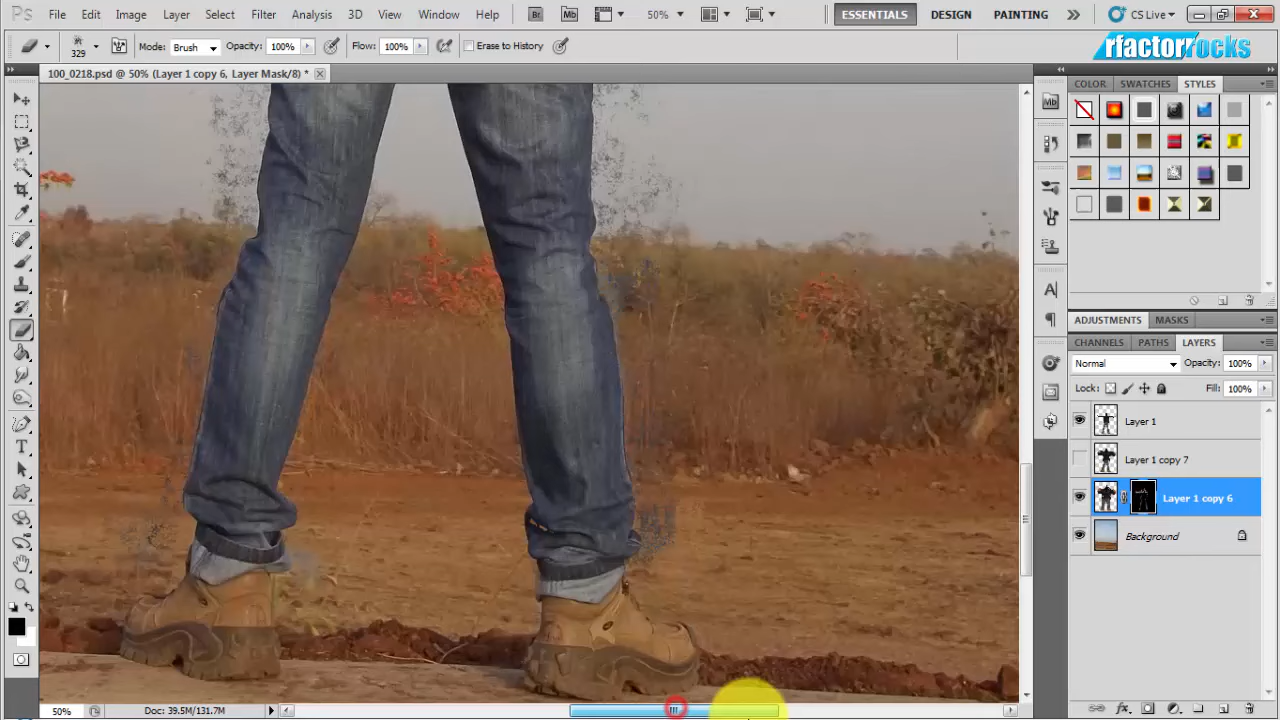 Ps File Edit Image Layer Select Filter Analysis 3D View Window Help Br Mb 50% ESSENTIALS DESIGN PAINTING CS Live
329 Mode: Brush Opacity: 100% Flow: 100% Erase to History
rfactorrocks
100_0218.psd @ 50% (Layer 1 copy 6, Layer Mask/8) *
COLOR SWATCHES STYLES
Mb
ADJUSTMENTS MASKS
CHANNELS PATHS LAYERS
Normal Opacity: 100%
Lock: Fill: 100%
Layer 1
Layer 1 copy 7
Layer 1 copy 6
Background
50% Doc: 39.5M/131.7M